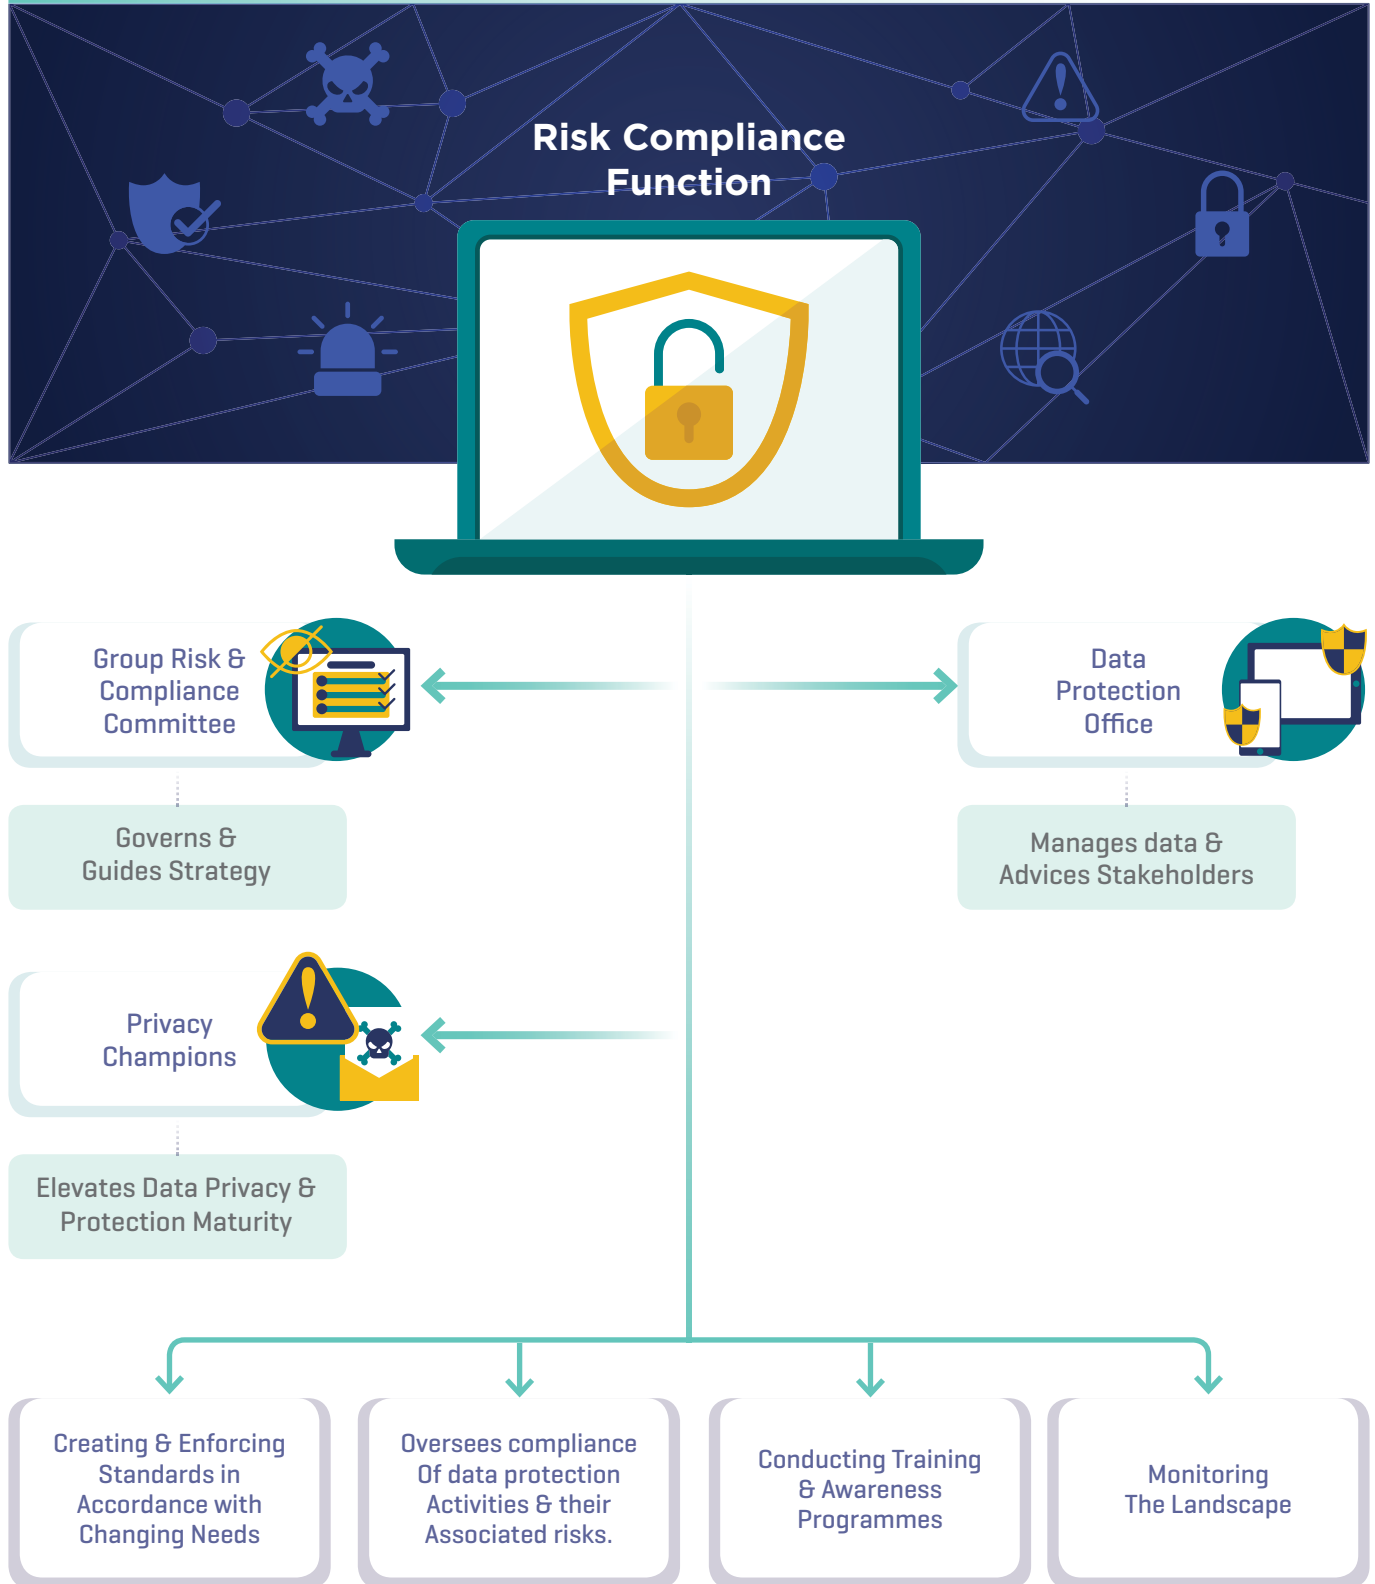 Risk Compliance
Function
Group Risk &
Compliance
Committee
Data
Protection
Office
Governs &
Guides Strategy
Manages data &
Advices Stakeholders
Privacy
Champions
Elevates Data Privacy &
Protection Maturity
Creating & Enforcing
Standards in
Accordance with
Changing Needs
Oversees compliance
Of data protection
Activities & their
Associated risks.
Conducting Training
& Awareness
Programmes
Monitoring
The Landscape